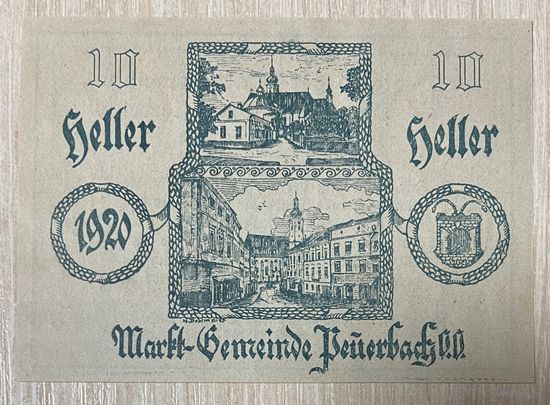 10 10
Heller Heller
1920
Markt-Gemeinde Peuerbach O.Ö.